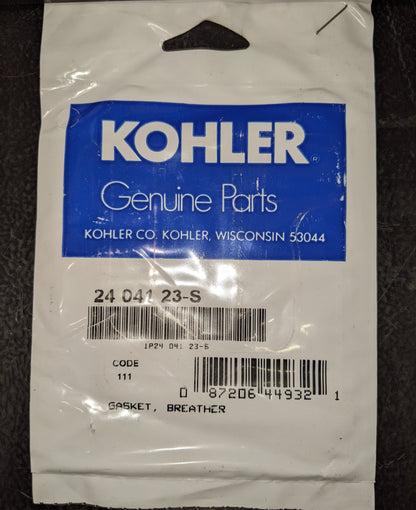 KOHLER®
Genuine Parts
KOHLER CO. KOHLER, WISCONSIN 53044
24 041 23-S
1P24 041 23-S
CODE
111
0 87206 44932 1
GASKET, BREATHER